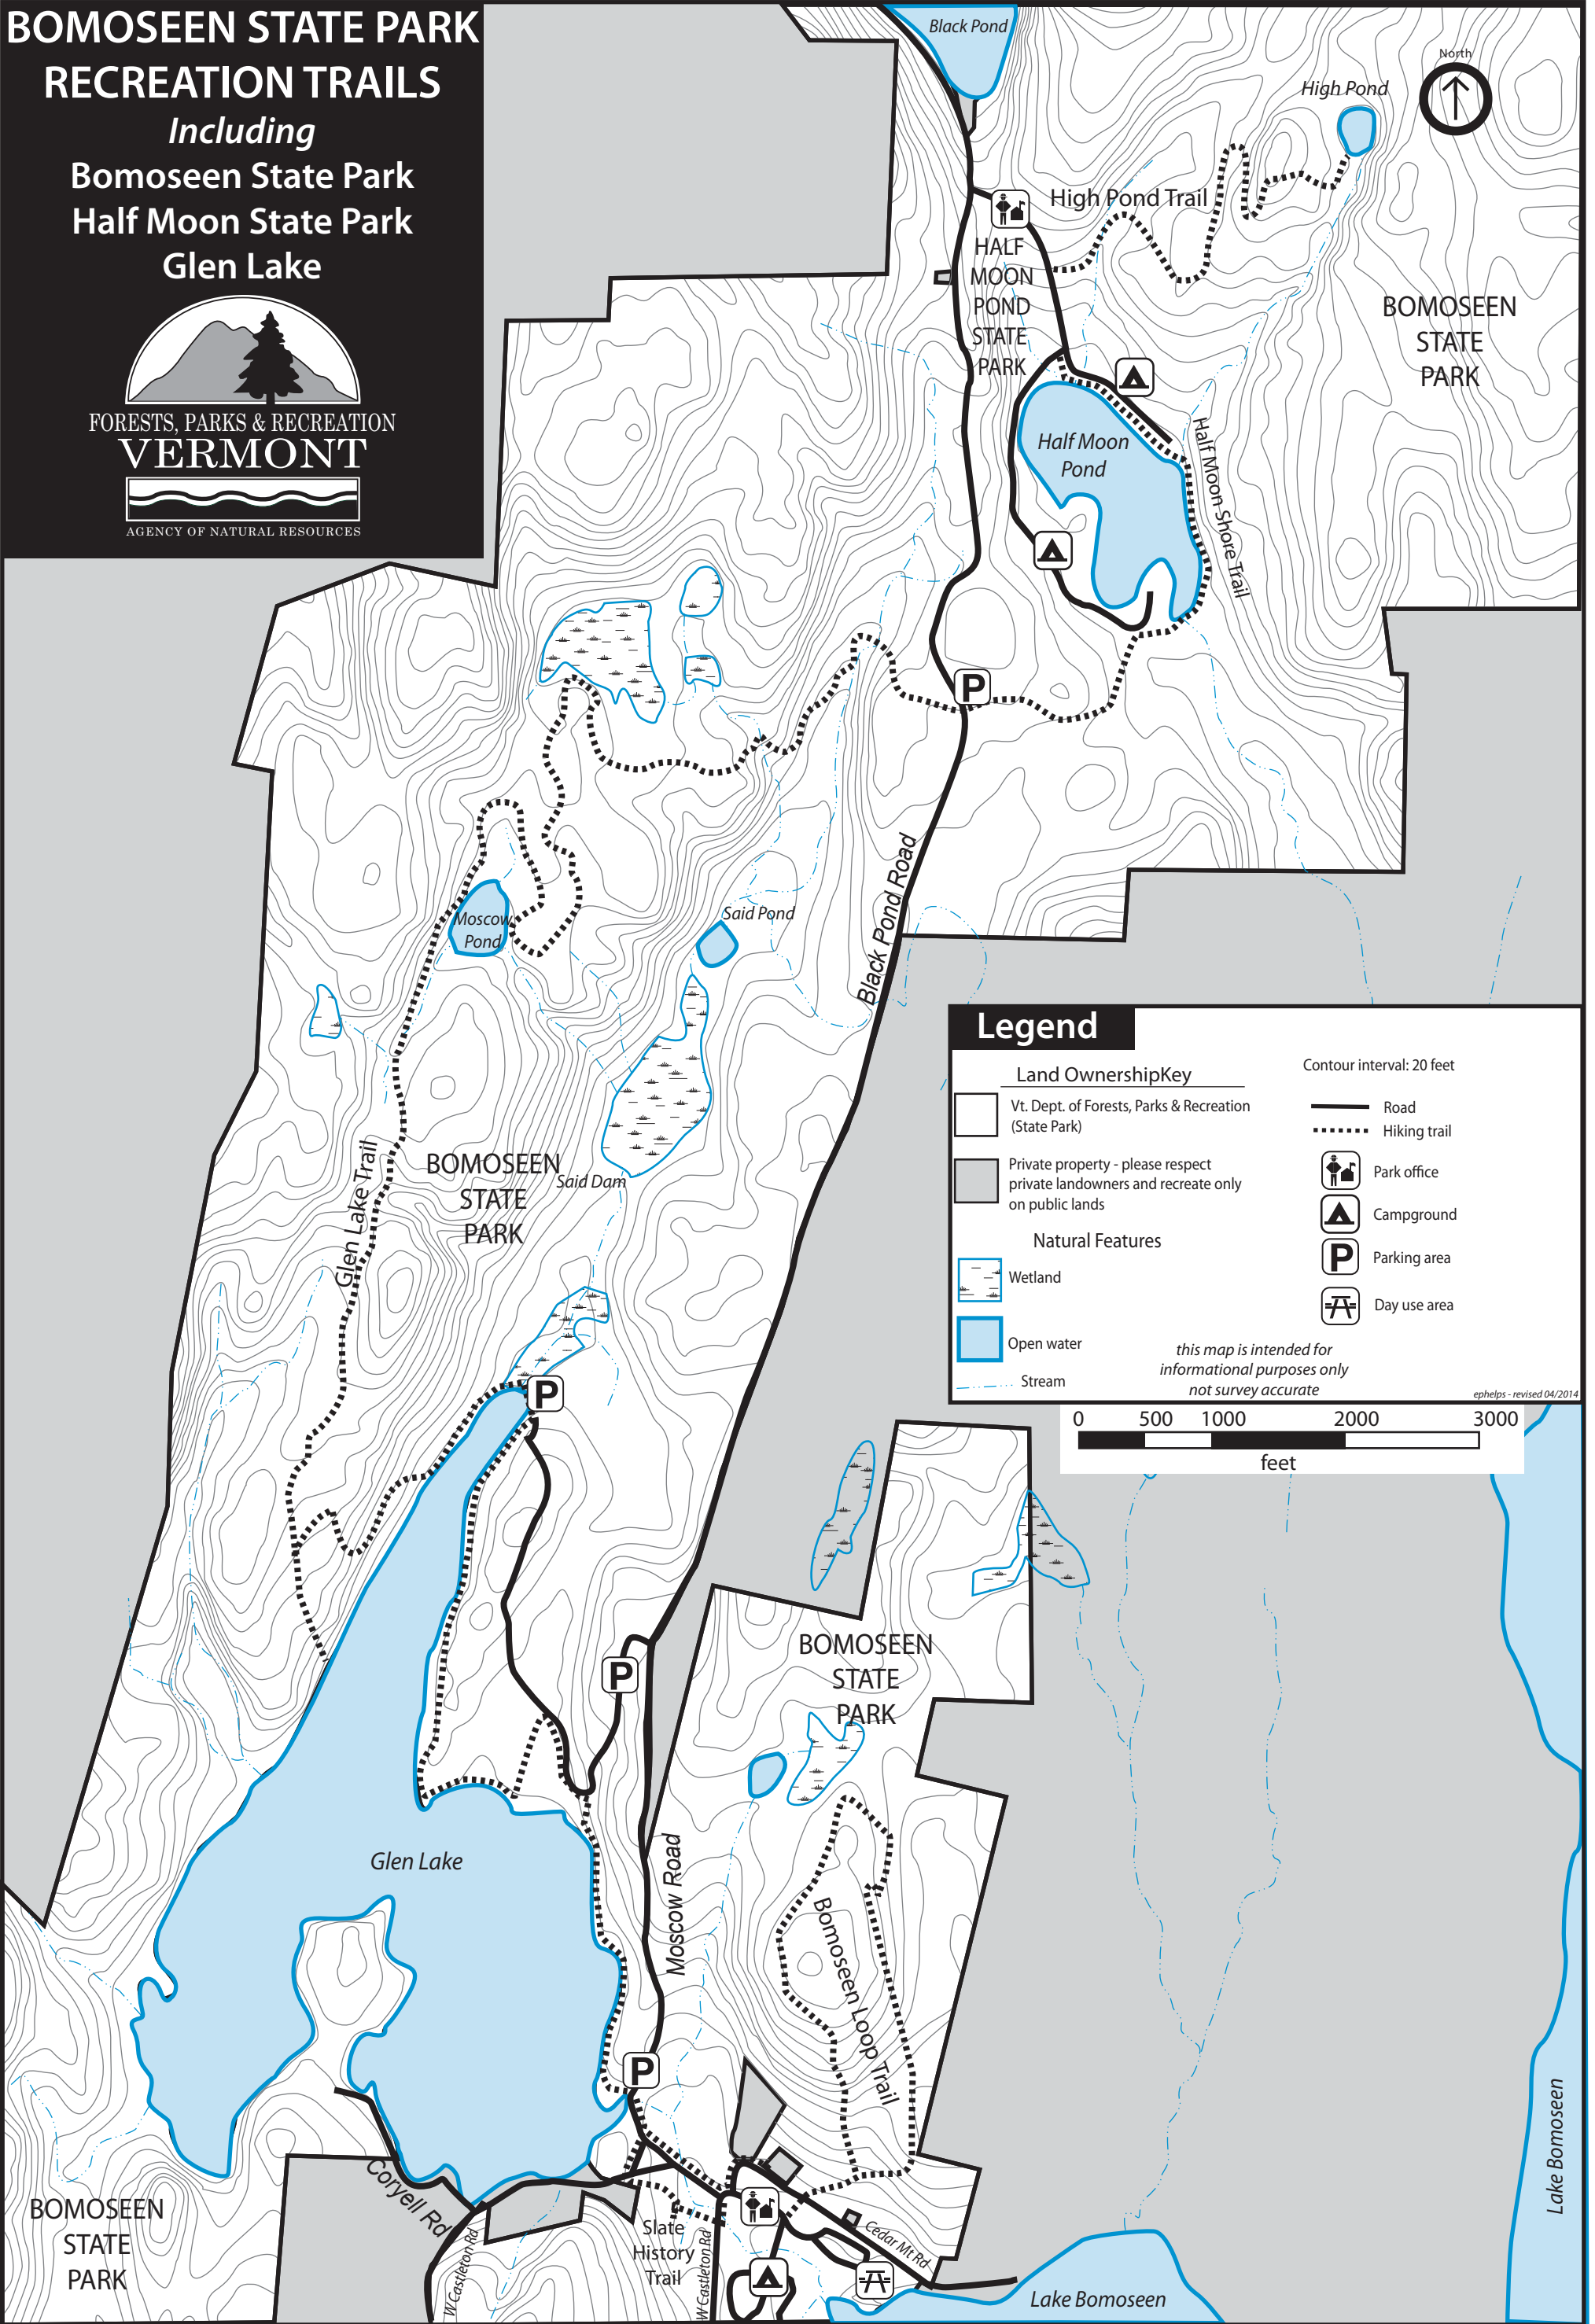 BOMOSEEN STATE PARK
RECREATION TRAILS
Including
Bomoseen State Park
Half Moon State Park
Glen Lake
FORESTS, PARKS & RECREATION
VERMONT
AGENCY OF NATURAL RESOURCES
Black Pond
North
High Pond
High Pond Trail
HALF
MOON
POND
STATE
PARK
BOMOSEEN
STATE
PARK
Half Moon
Pond
Half Moon Shore Trail
P
Black Pond Road
Moscow
Pond
Said Pond
Glen Lake Trail
BOMOSEEN
STATE
PARK
Said Dam
Legend
Land OwnershipKey
Vt. Dept. of Forests, Parks & Recreation
(State Park)
Private property - please respect
private landowners and recreate only
on public lands
Natural Features
Wetland
Open water
Stream
Contour interval: 20 feet
Road
Hiking trail
Park office
Campground
P
Parking area
Day use area
this map is intended for
informational purposes only
not survey accurate
ephelps - revised 04/2014
0 500 1000 2000 3000
feet
P
P
BOMOSEEN
STATE
PARK
Glen Lake
Moscow Road
Bomoseen Loop Trail
P
Coryell Rd
W Castleton Rd
BOMOSEEN
STATE
PARK
Slate
History
Trail
W Castleton Rd
Cedar Mt Rd
Lake Bomoseen
Lake Bomoseen